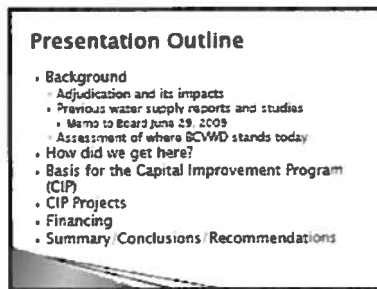 Presentation Outline
• Background
◦ Adjudication and its impacts
• Previous water supply reports and studies
• Memo to Board June 29, 2009
◦ Assessment of where BCVWD stands today
• How did we get here?
• Basis for the Capital Improvement Program
(CIP)
• CIP Projects
• Financing
• Summary/Conclusions/Recommendations